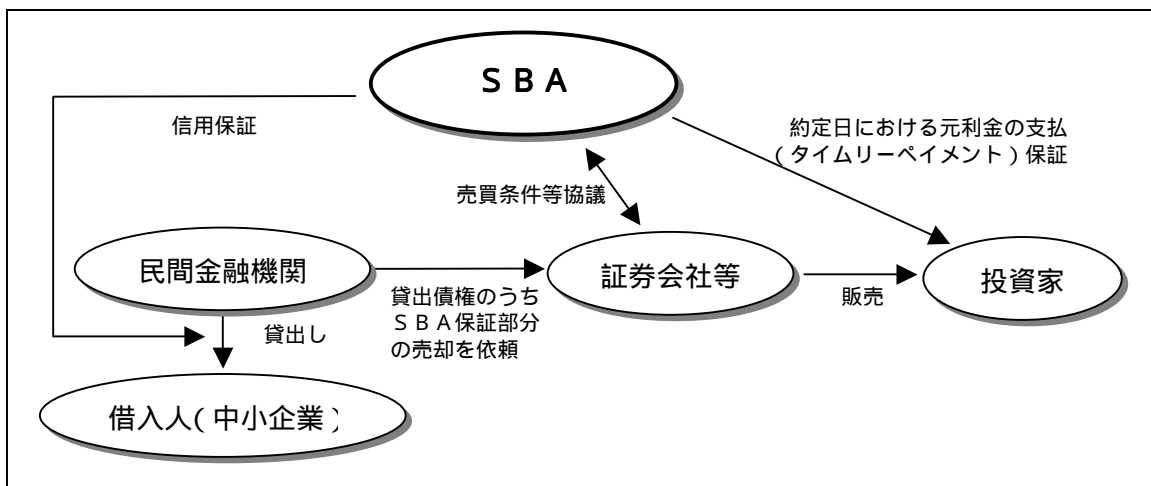 ＳＢＡ
信用保証
約定日における元利金の支払
（タイムリーペイメント）保証
売買条件等協議
民間金融機関
証券会社等
投資家
貸出債権のうち
ＳＢＡ保証部分
の売却を依頼
販売
貸出し
借入人(中小企業)